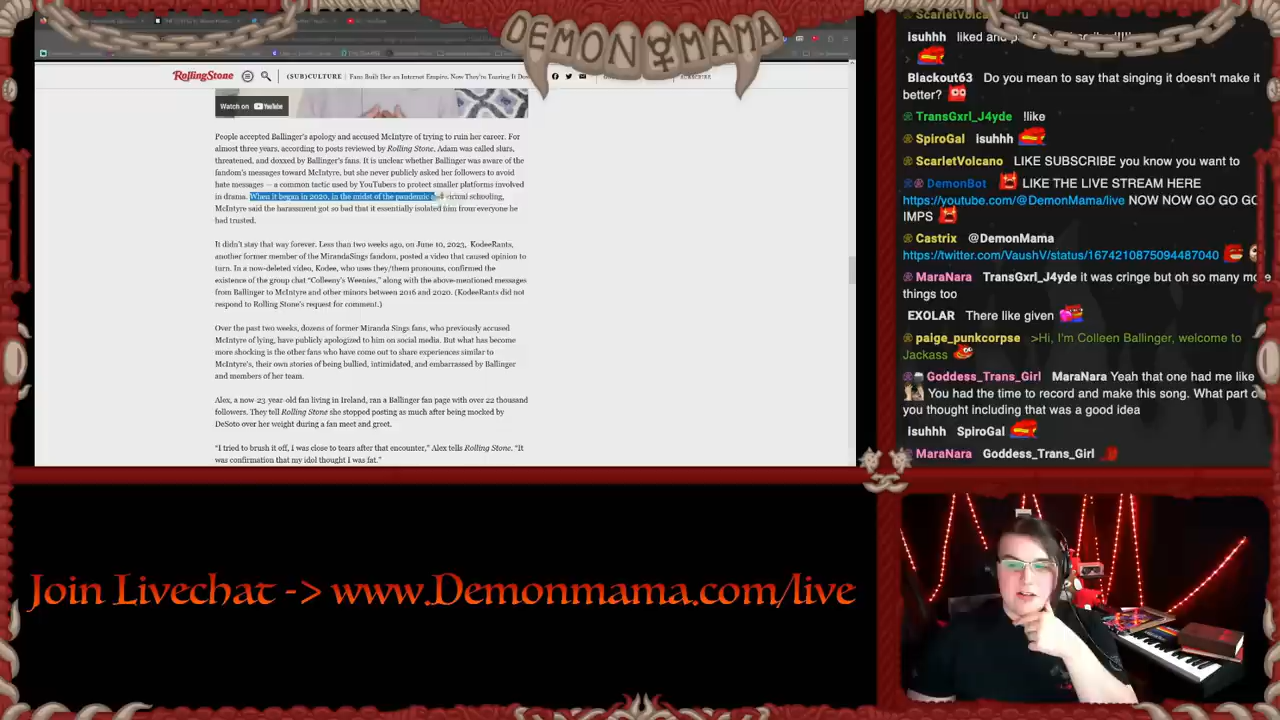 DEMON MAMA
RollingStone
(SUB)CULTURE | Fans Built Her an Internet Empire. Now They're Tearing It Down
SUBSCRIBE
Watch on YouTube
People accepted Ballinger's apology and accused McIntyre of trying to ruin her career. For
almost three years, according to posts reviewed by Rolling Stone, Adam was called slurs,
threatened, and doxxed by Ballinger's fans. It is unclear whether Ballinger was aware of the
fandom's messages toward McIntyre, but she never publicly asked her followers to avoid
hate messages — a common tactic used by YouTubers to protect smaller platforms involved
in drama. When it began in 2020, in the midst of the pandemic schooling,
McIntyre said the harassment got so bad that it essentially isolated him from everyone he
had trusted.
It didn't stay that way forever. Less than two weeks ago, on June 10, 2023, KodeeRants,
another former member of the MirandaSings fandom, posted a video that caused opinion to
turn. In a now-deleted video, Kodee, who uses they/them pronouns, confirmed the
existence of the group chat "Colleeny's Weenies," along with the above-mentioned messages
from Ballinger to McIntyre and other minors between 2016 and 2020. (KodeeRants did not
respond to Rolling Stone's request for comment.)
Over the past two weeks, dozens of former Miranda Sings fans, who previously accused
McIntyre of lying, have publicly apologized to him on social media. But what has become
more shocking is the other fans who have come out to share experiences similar to
McIntyre's, their own stories of being bullied, intimidated, and embarrassed by Ballinger
and members of her team.
Alex, a now-23-year-old fan living in Ireland, ran a Ballinger fan page with over 22 thousand
followers. They tell Rolling Stone she stopped posting as much after being mocked by
DeSoto over her weight during a fan meet and greet.
"I tried to brush it off, I was close to tears after that encounter," Alex tells Rolling Stone. "It
was confirmation that my idol thought I was fat."
ScarletVolcano
isuhhh liked and
Blackout63 Do you mean to say that singing it doesn't make it
better?
TransGxrl_J4yde !like
SpiroGal isuhhh
ScarletVolcano LIKE SUBSCRIBE YOU KNOW YOU WANT TO
isuhhh
DemonBot LIKE THE LIVE STREAM HERE
https://youtube.com/@DemonMama/live NOW NOW GO GO GO
IMPS
Castrix @DemonMama
https://twitter.com/VaushV/status/1674210875094487040
MaraNara TransGxrl_J4yde it was cringe but oh so many more
things too
EXOLAR There like given
paige_punkcorpse >Hi, I'm Colleen Ballinger, welcome to
Jackass
Goddess_Trans_Girl MaraNara Yeah that one had me like
you had the time to record and make this song. And then
you thought including that was a good idea
isuhhh SpiroGal
MaraNara Goddess_Trans_Girl
Join Livechat -> www.Demonmama.com/live